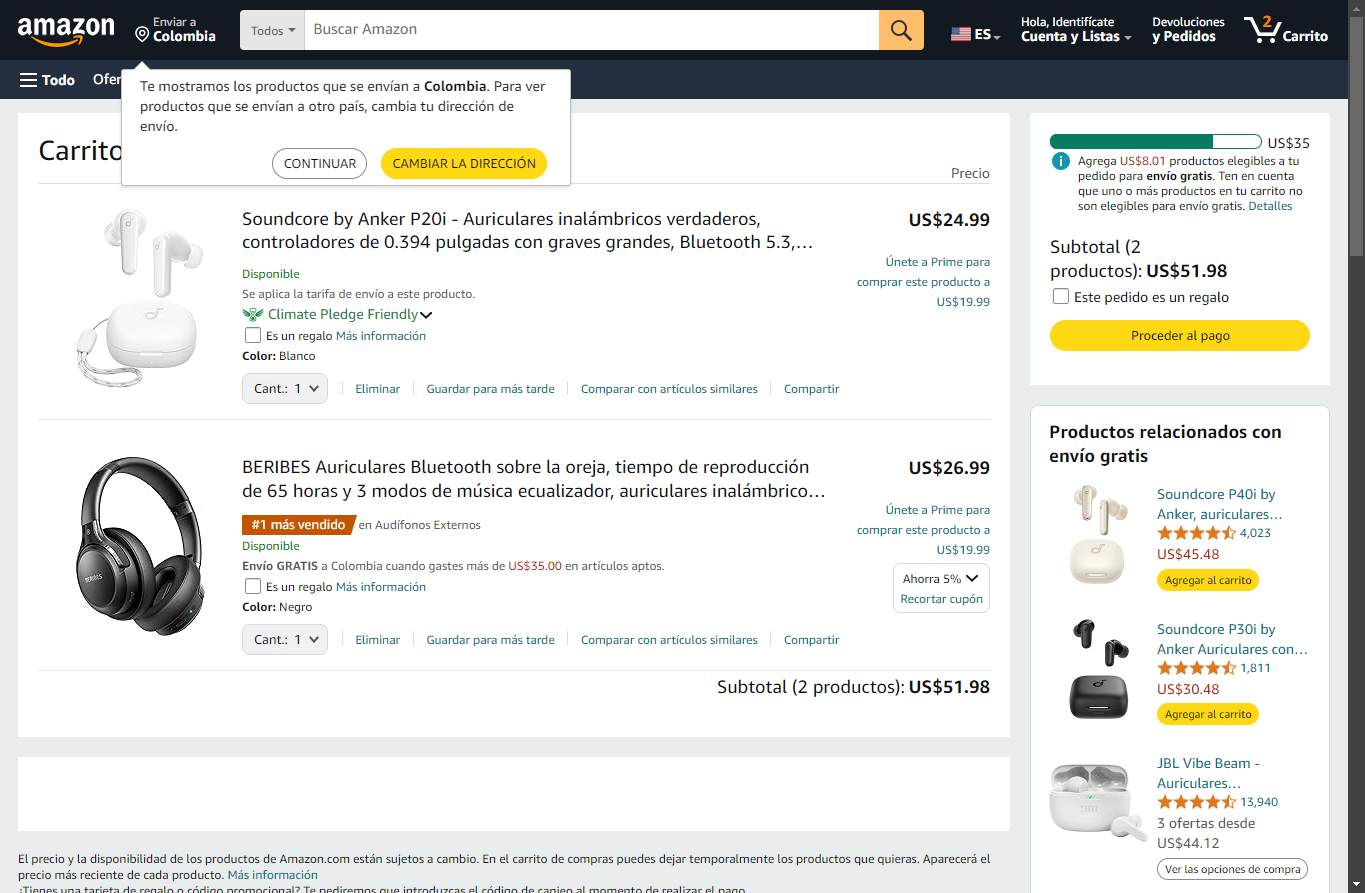 amazon
Enviar a
Colombia
Todos
Buscar Amazon
ES
Hola, Identifícate
Cuenta y Listas
Devoluciones
y Pedidos
2
Carrito
Todo
Ofer
Te mostramos los productos que se envían a Colombia. Para ver
productos que se envían a otro país, cambia tu dirección de
envío.
CONTINUAR
CAMBIAR LA DIRECCIÓN
Carrito
Precio
Soundcore by Anker P20i - Auriculares inalámbricos verdaderos,
controladores de 0.394 pulgadas con graves grandes, Bluetooth 5.3,…
US$24.99
Únete a Prime para
comprar este producto a
US$19.99
Disponible
Se aplica la tarifa de envío a este producto.
Climate Pledge Friendly
Es un regalo Más información
Color: Blanco
Cant.: 1
Eliminar
Guardar para más tarde
Comparar con artículos similares
Compartir
BERIBES
BERIBES Auriculares Bluetooth sobre la oreja, tiempo de reproducción
de 65 horas y 3 modos de música ecualizador, auriculares inalámbrico…
US$26.99
Únete a Prime para
comprar este producto a
US$19.99
Ahorra 5%
Recortar cupón
#1 más vendido en Audífonos Externos
Disponible
Envío GRATIS a Colombia cuando gastes más de US$35.00 en artículos aptos.
Es un regalo Más información
Color: Negro
Cant.: 1
Eliminar
Guardar para más tarde
Comparar con artículos similares
Compartir
Subtotal (2 productos): US$51.98
US$35
Agrega US$8.01 productos elegibles a tu
pedido para envío gratis. Ten en cuenta
que uno o más productos en tu carrito no
son elegibles para envío gratis. Detalles
Subtotal (2
productos): US$51.98
Este pedido es un regalo
Proceder al pago
Productos relacionados con
envío gratis
Soundcore P40i by
Anker, auriculares…
4,023
US$45.48
Agregar al carrito
Soundcore P30i by
Anker Auriculares con…
1,811
US$30.48
Agregar al carrito
JBL
JBL Vibe Beam -
Auriculares…
13,940
3 ofertas desde
US$44.12
Ver las opciones de compra
El precio y la disponibilidad de los productos de Amazon.com están sujetos a cambio. En el carrito de compras puedes dejar temporalmente los productos que quieras. Aparecerá el
precio más reciente de cada producto. Más información
¿Tienes una tarjeta de regalo o código promocional? Te pediremos que introduzcas el código de canjeo al momento de realizar el pago.